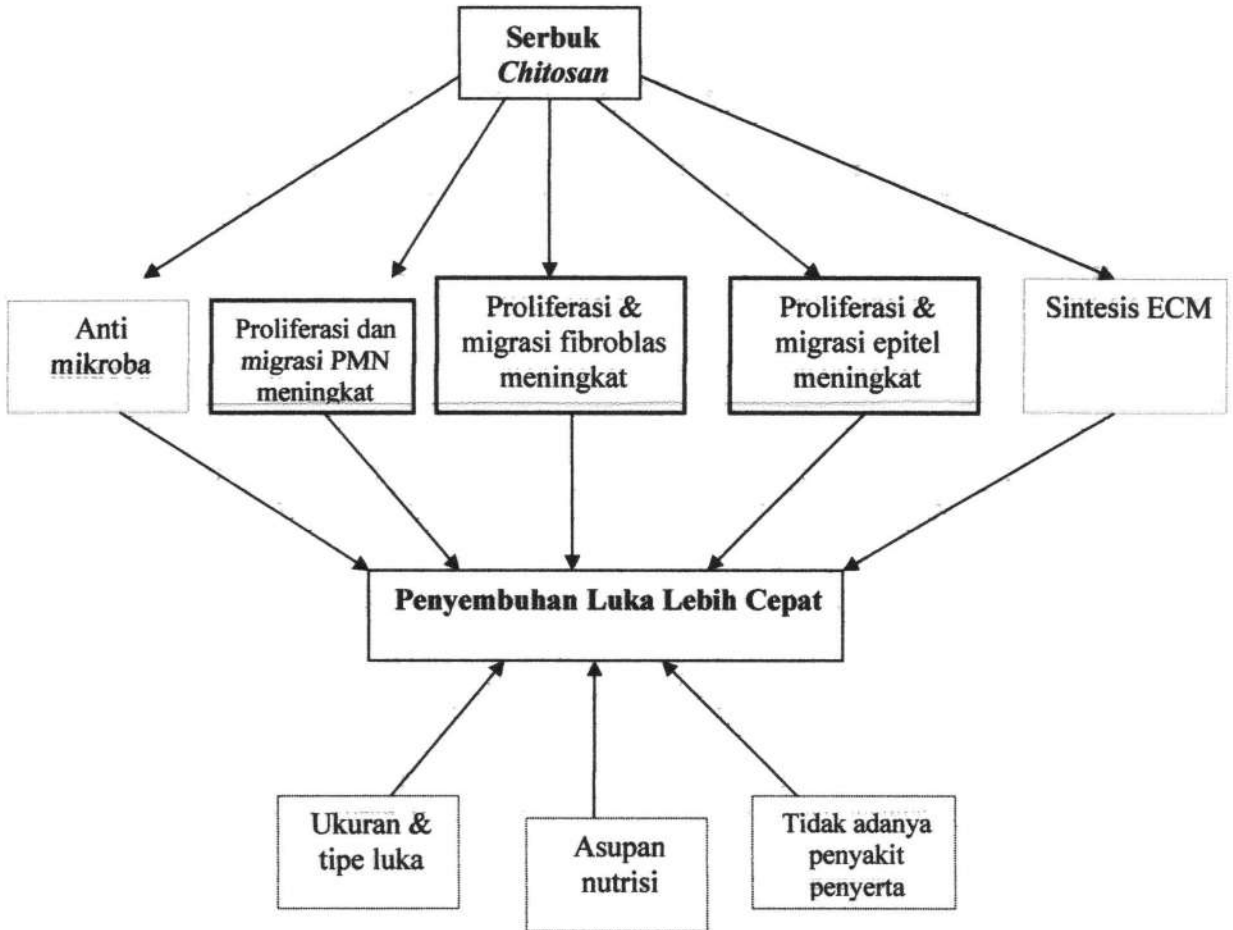 Serbuk
Chitosan
Anti
mikroba
Proliferasi dan
migrasi PMN
meningkat
Proliferasi &
migrasi fibroblas
meningkat
Proliferasi &
migrasi epitel
meningkat
Sintesis ECM
Penyembuhan Luka Lebih Cepat
Ukuran &
tipe luka
Asupan
nutrisi
Tidak adanya
penyakit
penyerta